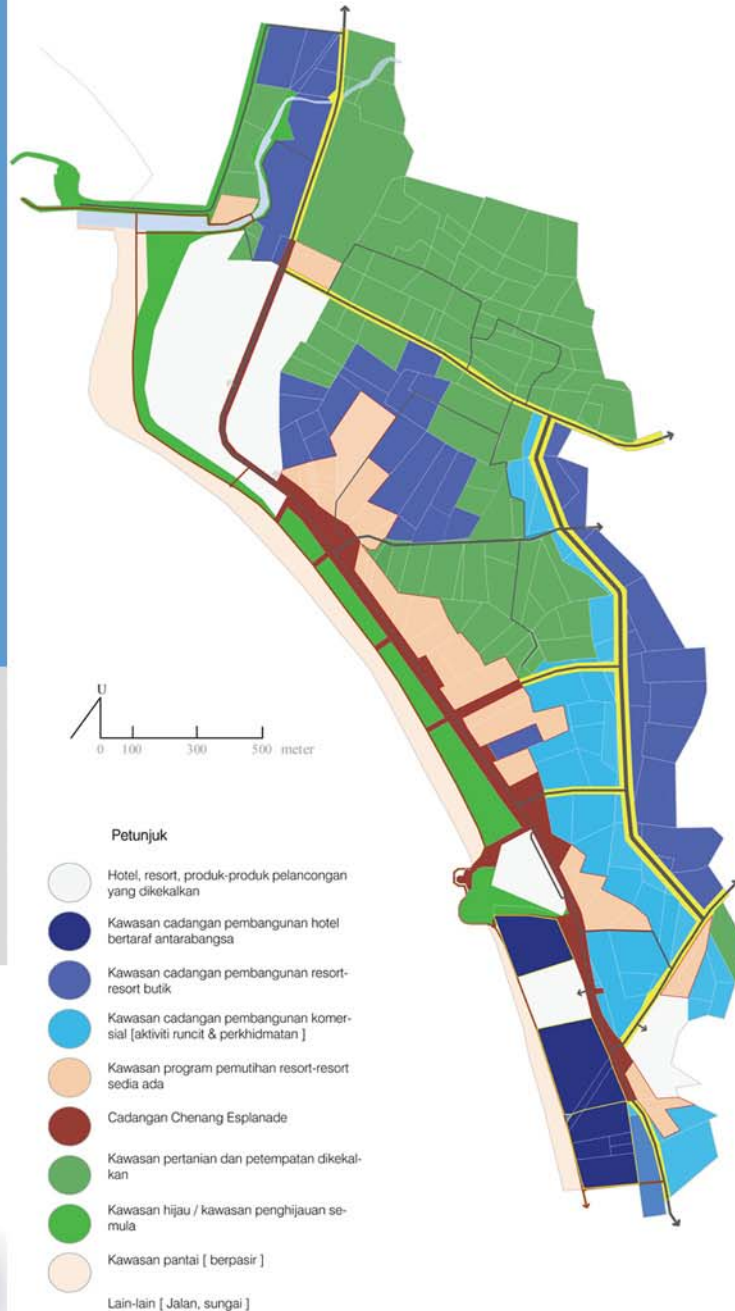 U
0 100 300 500 meter
Petunjuk
Hotel, resort, produk-produk pelancongan
yang dikekalkan
Kawasan cadangan pembangunan hotel
bertaraf antarabangsa
Kawasan cadangan pembangunan resort-
resort butik
Kawasan cadangan pembangunan komer-
sial [aktiviti runcit & perkhidmatan ]
Kawasan program pemutihan resort-resort
sedia ada
Cadangan Chenang Esplanade
Kawasan pertanian dan petempatan dikekal-
kan
Kawasan hijau / kawasan penghijauan se-
mula
Kawasan pantai [ berpasir ]
Lain-lain [ Jalan, sungai ]